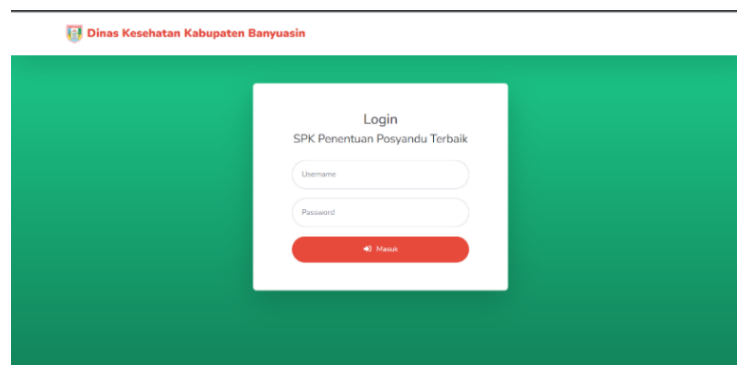 Dinas Kesehatan Kabupaten Banyuasin
Login
SPK Penentuan Posyandu Terbaik
Username
Password
Masuk